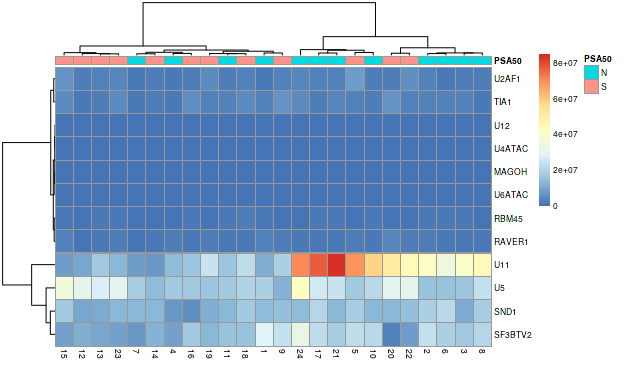 PSA50
U2AF1
TIA1
U12
U4ATAC
MAGOH
U6ATAC
RBM45
RAVER1
U11
U5
SND1
SF3BTV2
15 12 13 23 7 14 4 16 19 11 18 1 9 24 17 21 5 10 20 22 2 6 3 8
8e+07
6e+07
4e+07
2e+07
0
PSA50
N
S